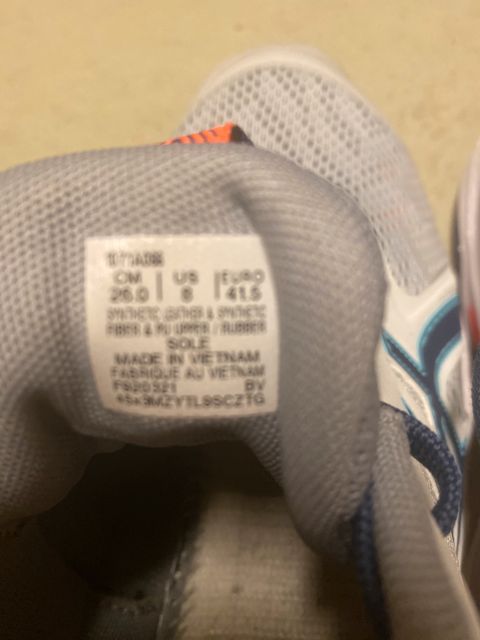 CM US EURO
26.0 8 41.5
SYNTHETIC LEATHER & SYNTHETIC
FIBER & PU UPPER / RUBBER
SOLE
MADE IN VIETNAM
FABRIQUE AU VIETNAM
BV